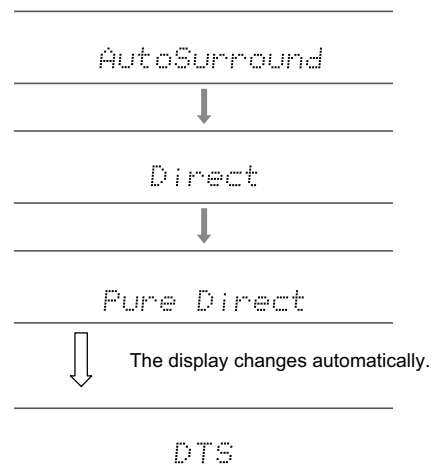 AutoSurround
Direct
Pure Direct
The display changes automatically.
DTS